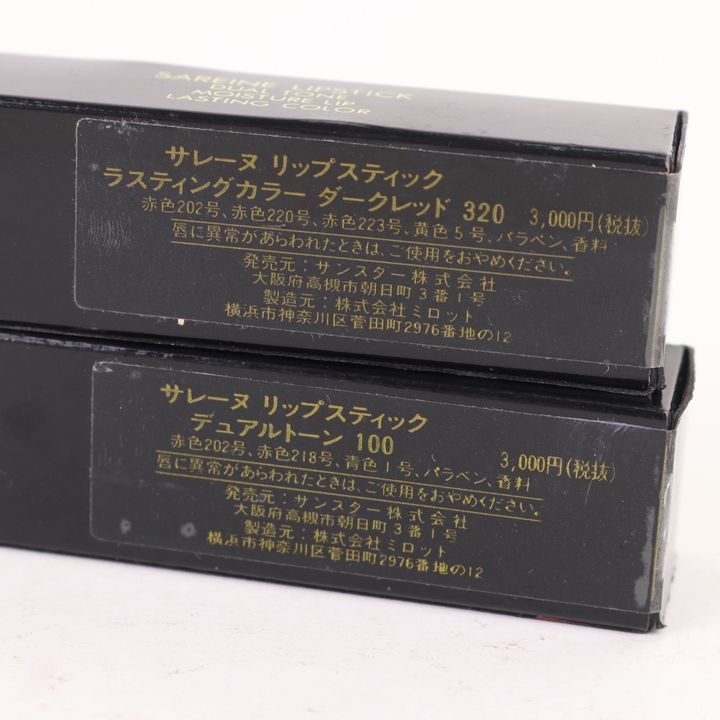 SAREINE LIPSTICK
DUAL TONE
MOISTURE LIP
LASTING COLOR
サレーヌ リップスティック
ラスティングカラー ダークレッド 320 3,000円(税抜)
赤色202号、赤色220号、赤色223号、黄色5号、パラベン、香料
唇に異常があらわれたときは、ご使用をおやめください。
発売元:サンスター株式会社
大阪府高槻市朝日町3番1号
製造元:株式会社ミロット
横浜市神奈川区菅田町2976番地の12
サレーヌ リップスティック
デュアルトーン 100 3,000円(税抜)
赤色202号、赤色218号、青色1号、パラベン、香料
唇に異常があらわれたときは、ご使用をおやめください。
発売元:サンスター株式会社
大阪府高槻市朝日町3番1号
製造元:株式会社ミロット
横浜市神奈川区菅田町2976番地の12